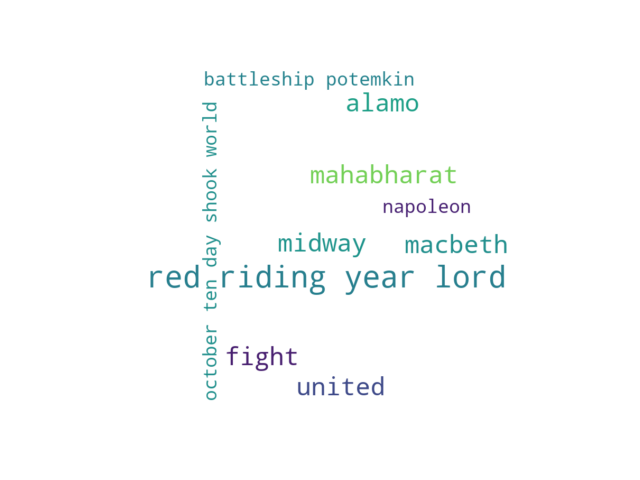 battleship potemkin
alamo
october ten day shook world
mahabharat
napoleon
midway
macbeth
red riding year lord
fight
united